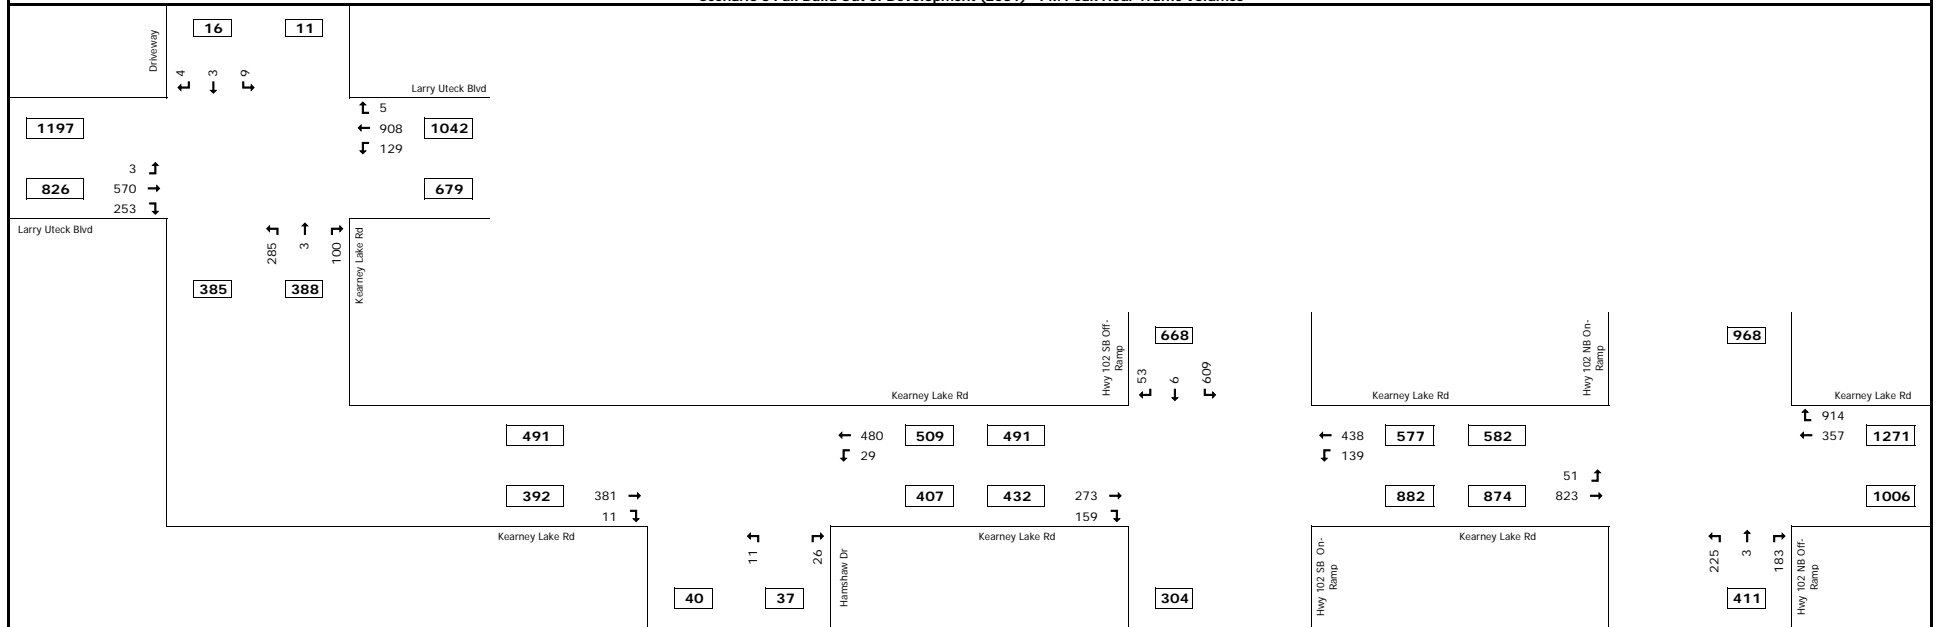 16 11
Driveway
4 3 9
Larry Uteck Blvd
5
1197 908 1042
129
3
826 570 679
253
Larry Uteck Blvd
285 3 100
Kearney Lake Rd
385 388
Hwy 102 SB Off-
Ramp
668
53 6 609
Hwy 102 NB On-
Ramp
968
Kearney Lake Rd
Kearney Lake Rd
Kearney Lake Rd
914
491 480 509 491 438 577 582 357 1271
29 139
51
392 381 407 432 273 882 874 823 1006
11 159
Kearney Lake Rd
Kearney Lake Rd
Kearney Lake Rd
11 26
Hamshaw Dr
Hwy 102 SB On-
Ramp
225 3 183
Hwy 102 NB Off-
Ramp
40 37 304 411